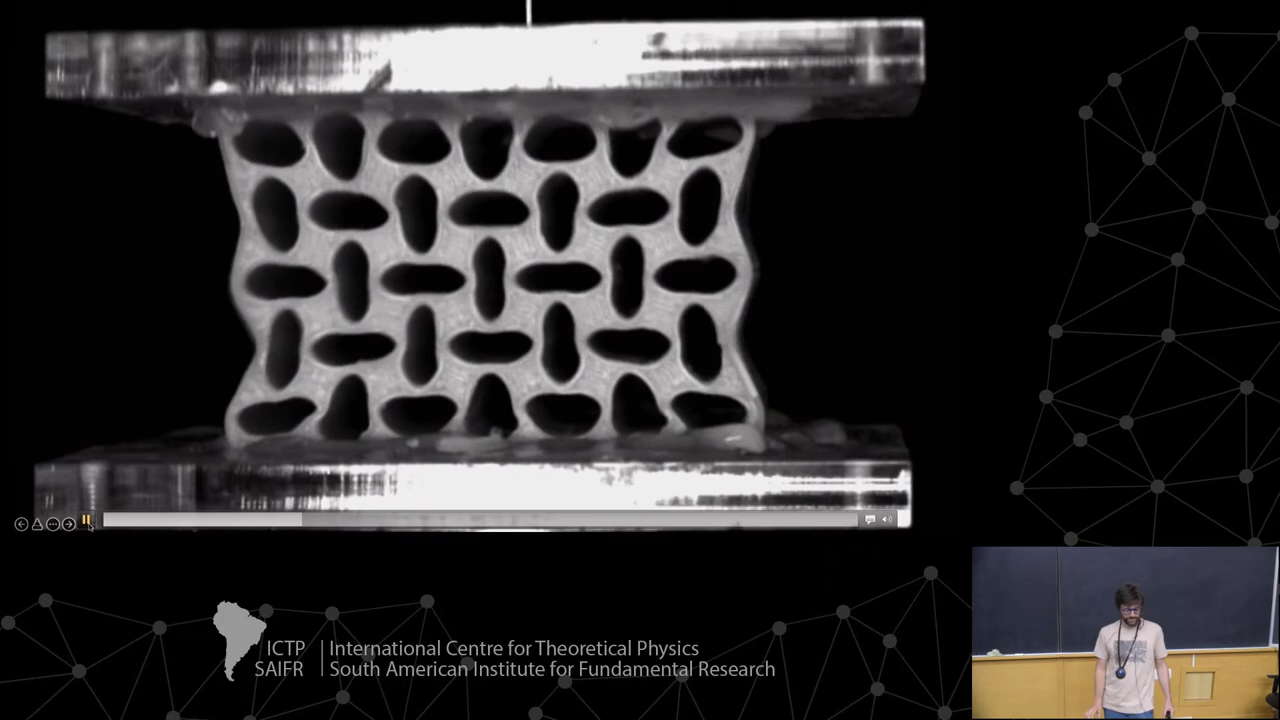 ICTP
SAIFR
International Centre for Theoretical Physics
South American Institute for Fundamental Research